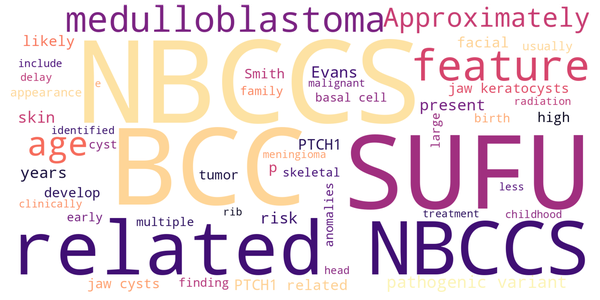 medulloblastoma Approximately
likely NBCCS Evans facial usually
include Smith malignant feature
delay family jaw keratocysts
appearance e basal cell present radiation
skin birth high
identified large
age cyst BCC PTCH1 SUFU
years tumor meningioma
p skeletal
develop less
clinically rib anomalies
early multiple risk treatment childhood
related NBCCS
head
jaw cysts finding PTCH1 related pathogenic variant